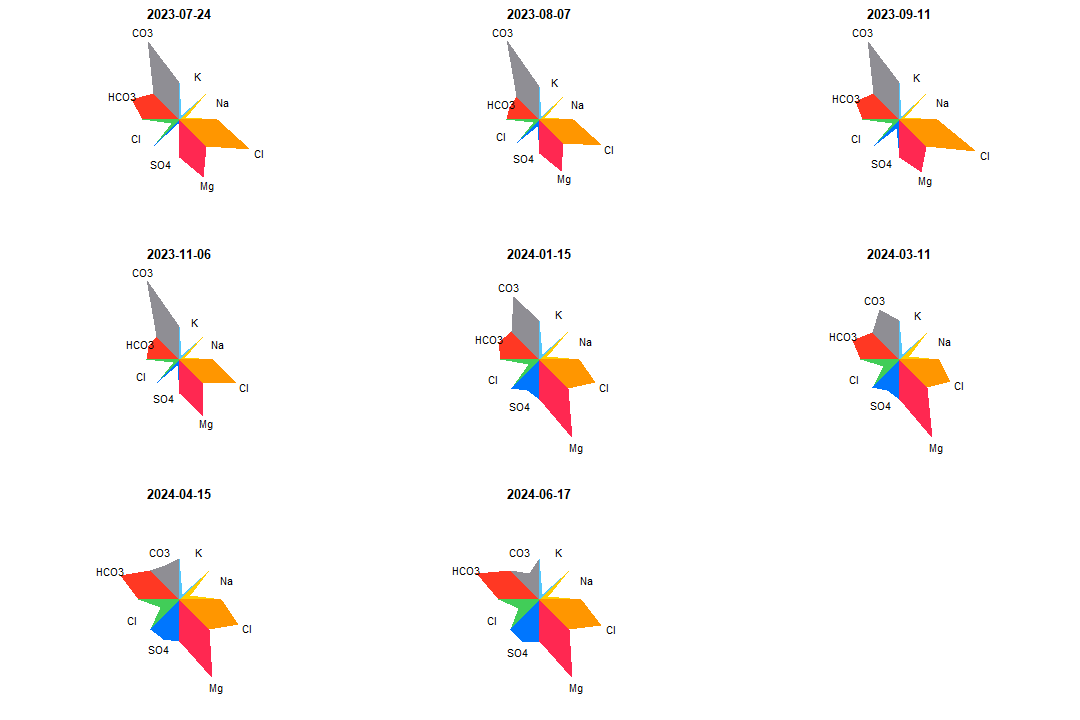 2023-07-24
CO3
K
HCO3
Na
Cl
Cl
SO4
Mg
2023-08-07
CO3
K
HCO3
Na
Cl
Cl
SO4
Mg
2023-09-11
CO3
K
HCO3
Na
Cl
Cl
SO4
Mg
2023-11-06
CO3
K
HCO3
Na
Cl
Cl
SO4
Mg
2024-01-15
CO3
K
HCO3
Na
Cl
Cl
SO4
Mg
2024-03-11
CO3
K
HCO3
Na
Cl
Cl
SO4
Mg
2024-04-15
CO3
K
HCO3
Na
Cl
Cl
SO4
Mg
2024-06-17
CO3
K
HCO3
Na
Cl
Cl
SO4
Mg